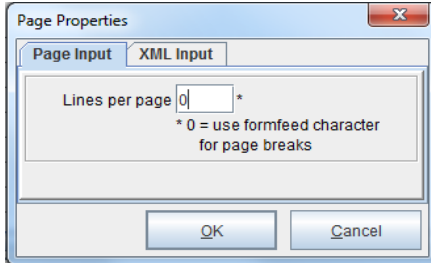 Page Properties
Page Input XML Input
Lines per page 0 *
* 0 = use formfeed character
for page breaks
OK Cancel